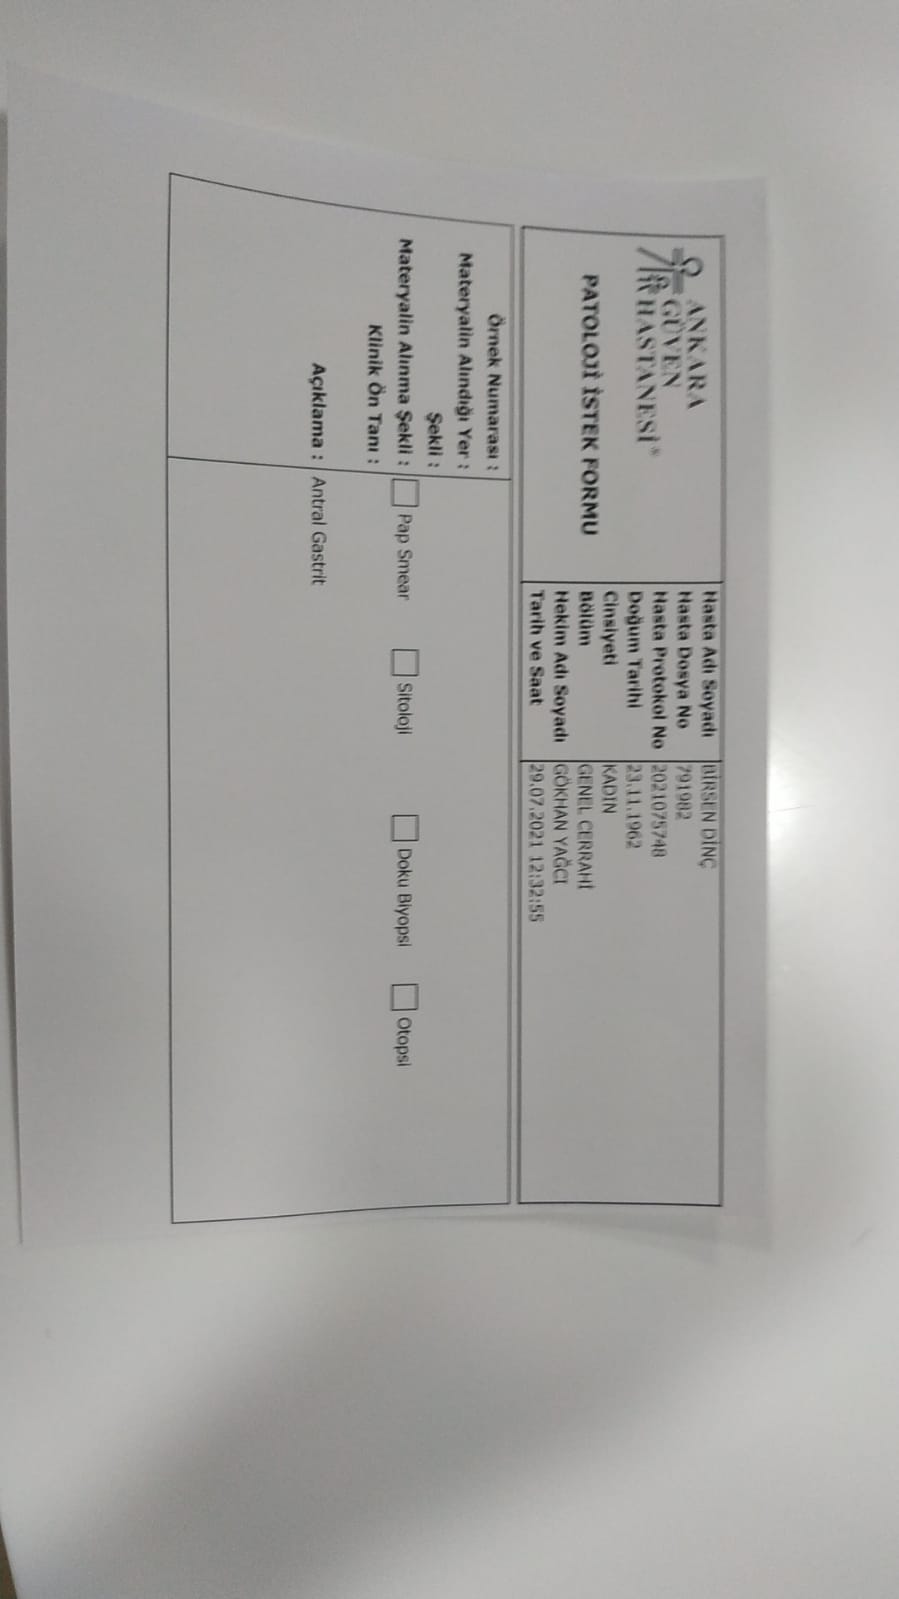 ANKARA
GÜVEN
HASTANESİ®
PATOLOJİ İSTEK FORMU
Hasta Adı Soyadı BİRSEN DİNÇ
Hasta Dosya No 791982
Hasta Protokol No 2021075748
Doğum Tarihi 23.11.1962
Cinsiyeti KADIN
Bölüm GENEL CERRAHİ
Hekim Adı Soyadı GÖKHAN YAĞCI
Tarih ve Saat 29.07.2021 12:32:55
Örnek Numarası :
Materyalin Alındığı Yer :
Şekli :
Materyalin Alınma Şekli : Pap Smear Sitoloji Doku Biyopsi Otopsi
Klinik Ön Tanı :
Açıklama : Antral Gastrit